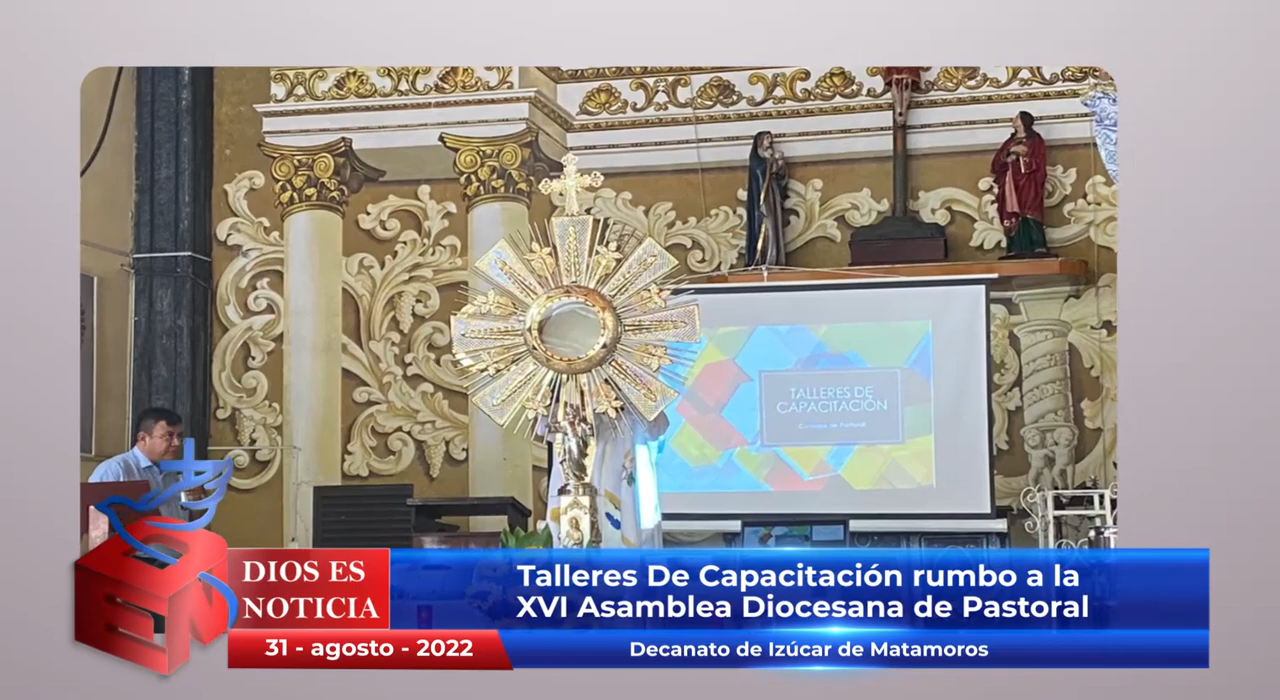 TALLERES DE
CAPACITACIÓN
DEN
DIOS ES
NOTICIA
Talleres De Capacitación rumbo a la
XVI Asamblea Diocesana de Pastoral
31 - agosto - 2022
Decanato de Izúcar de Matamoros